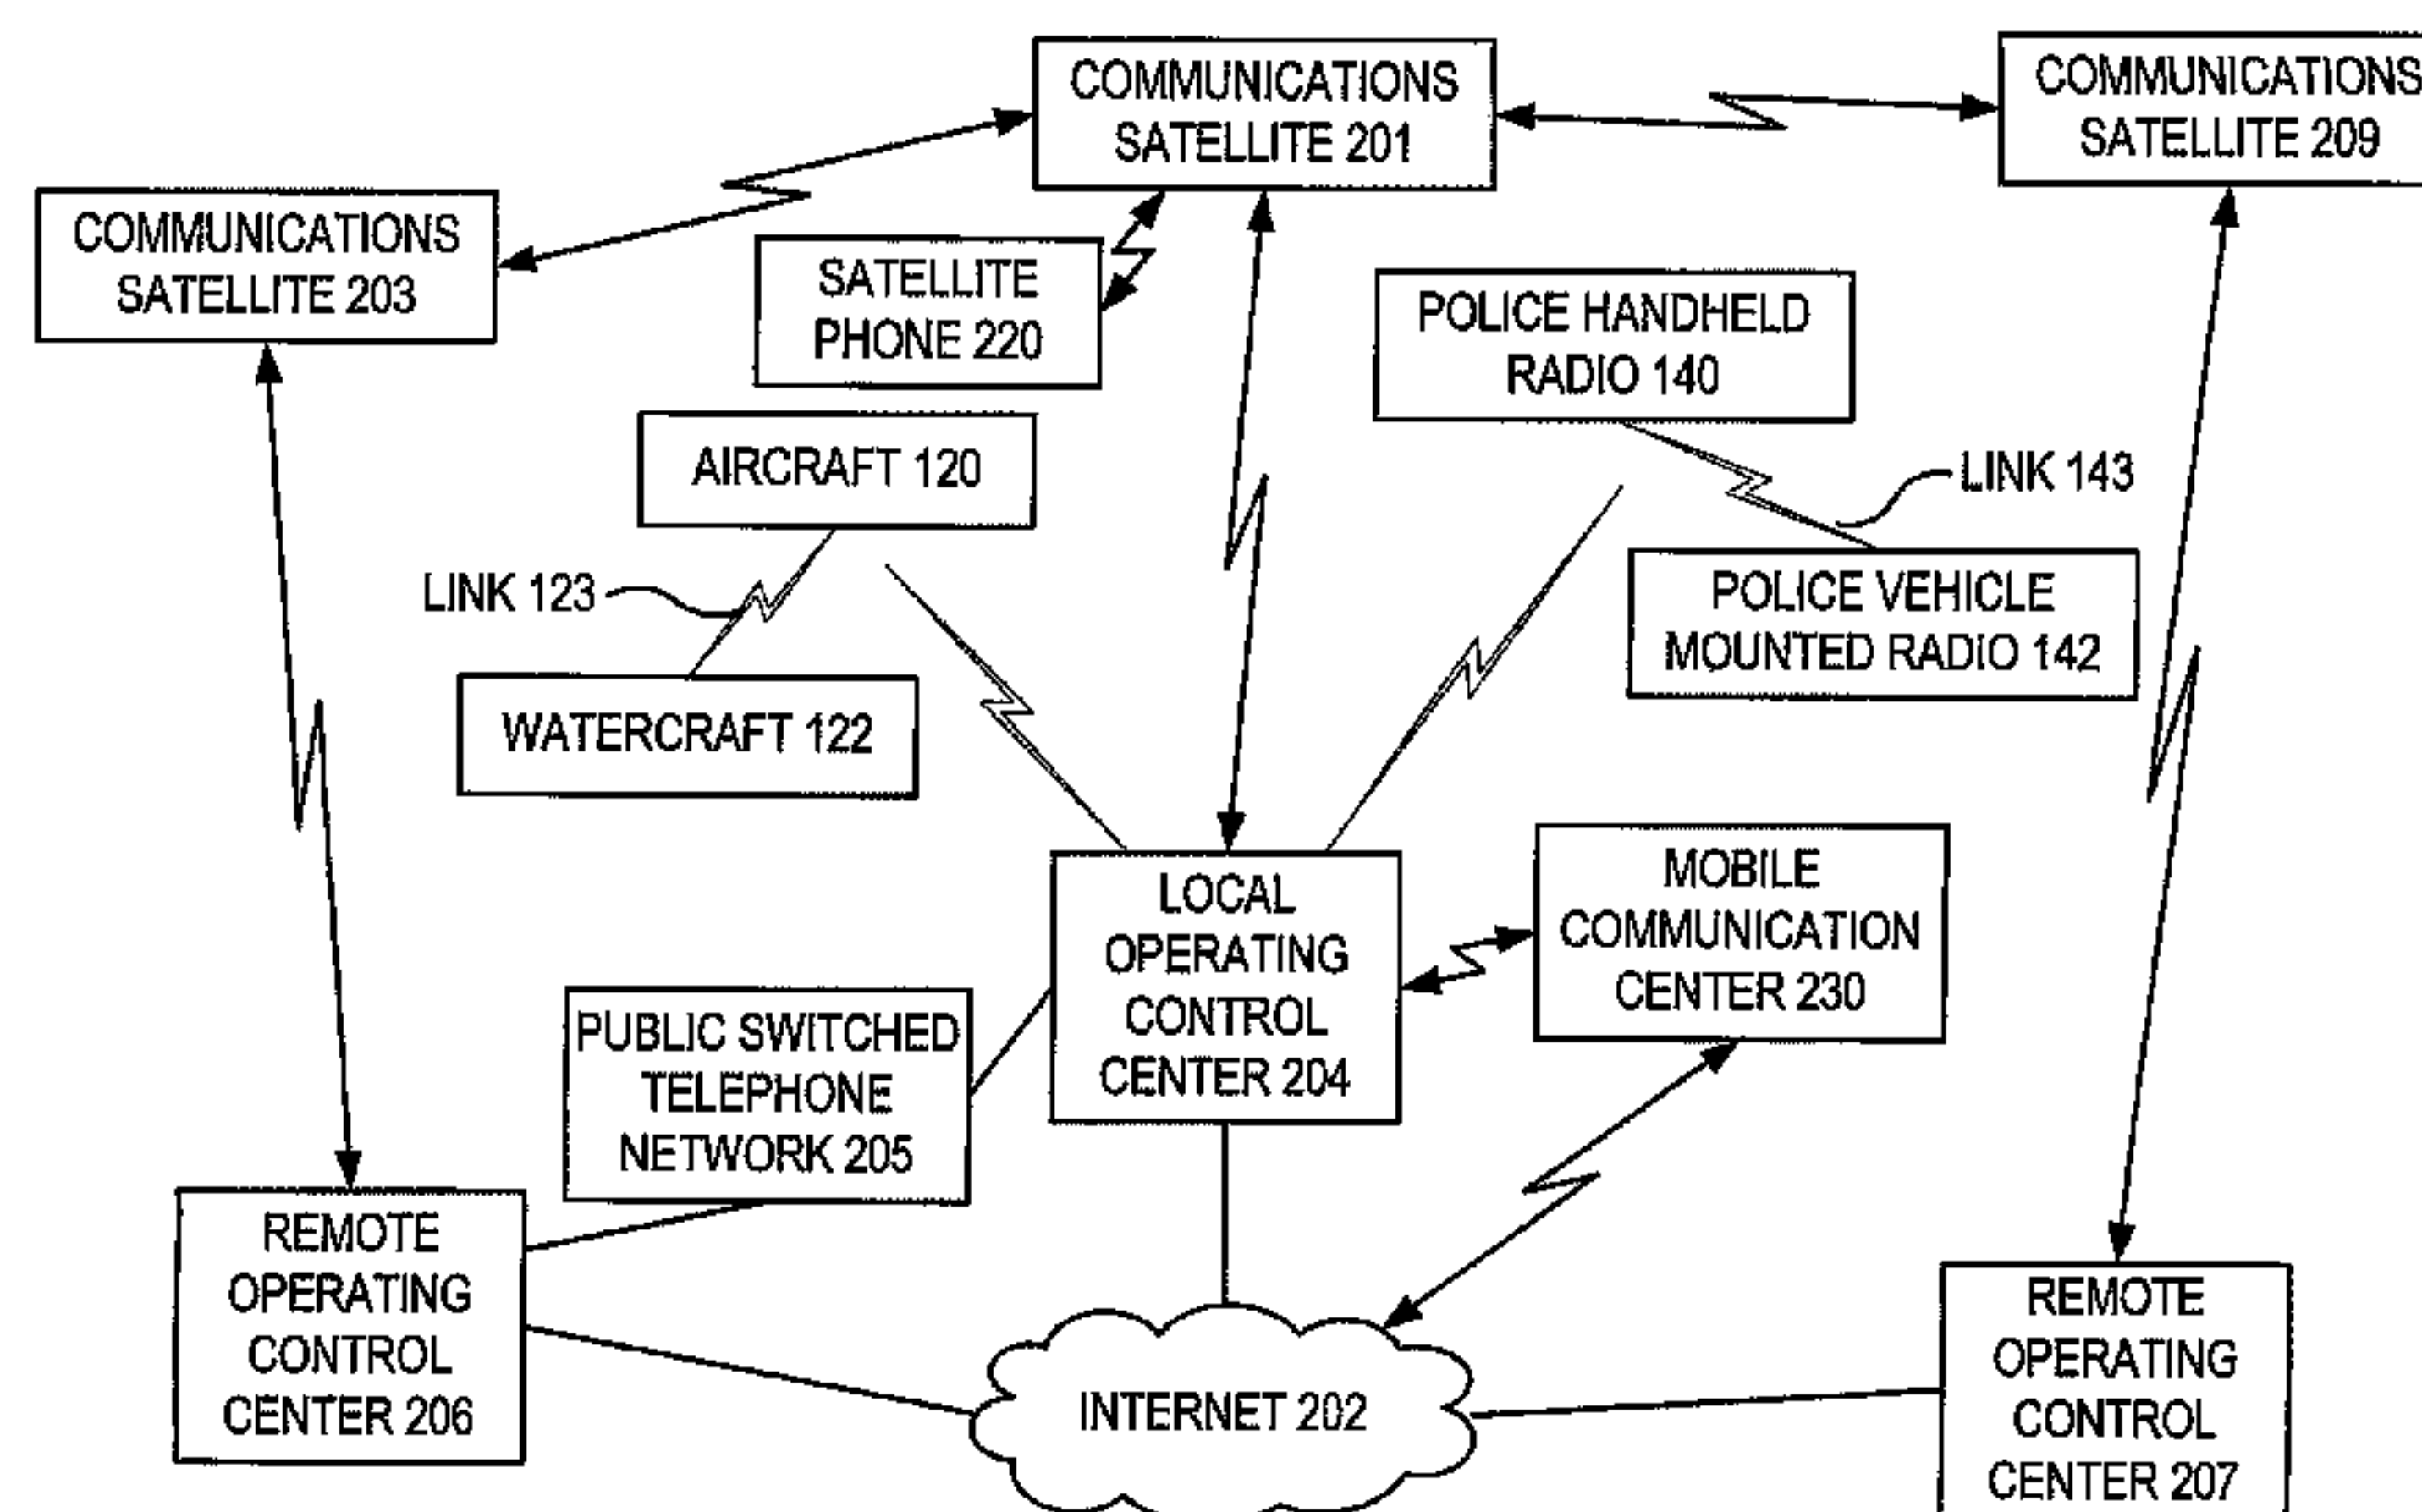 COMMUNICATIONS
SATELLITE 201
COMMUNICATIONS
SATELLITE 209
COMMUNICATIONS
SATELLITE 203
SATELLITE
PHONE 220
POLICE HANDHELD
RADIO 140
AIRCRAFT 120
LINK 143
LINK 123
POLICE VEHICLE
MOUNTED RADIO 142
WATERCRAFT 122
LOCAL
OPERATING
CONTROL
CENTER 204
MOBILE
COMMUNICATION
CENTER 230
PUBLIC SWITCHED
TELEPHONE
NETWORK 205
REMOTE
OPERATING
CONTROL
CENTER 206
INTERNET 202
REMOTE
OPERATING
CONTROL
CENTER 207